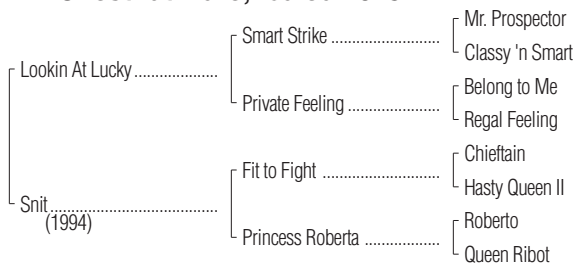 Smart Strike
Mr. Prospector
Classy 'n Smart
Lookin At Lucky
Private Feeling
Belong to Me
Regal Feeling
Fit to Fight
Chieftain
Hasty Queen II
Snit
(1994)
Princess Roberta
Roberto
Queen Ribot